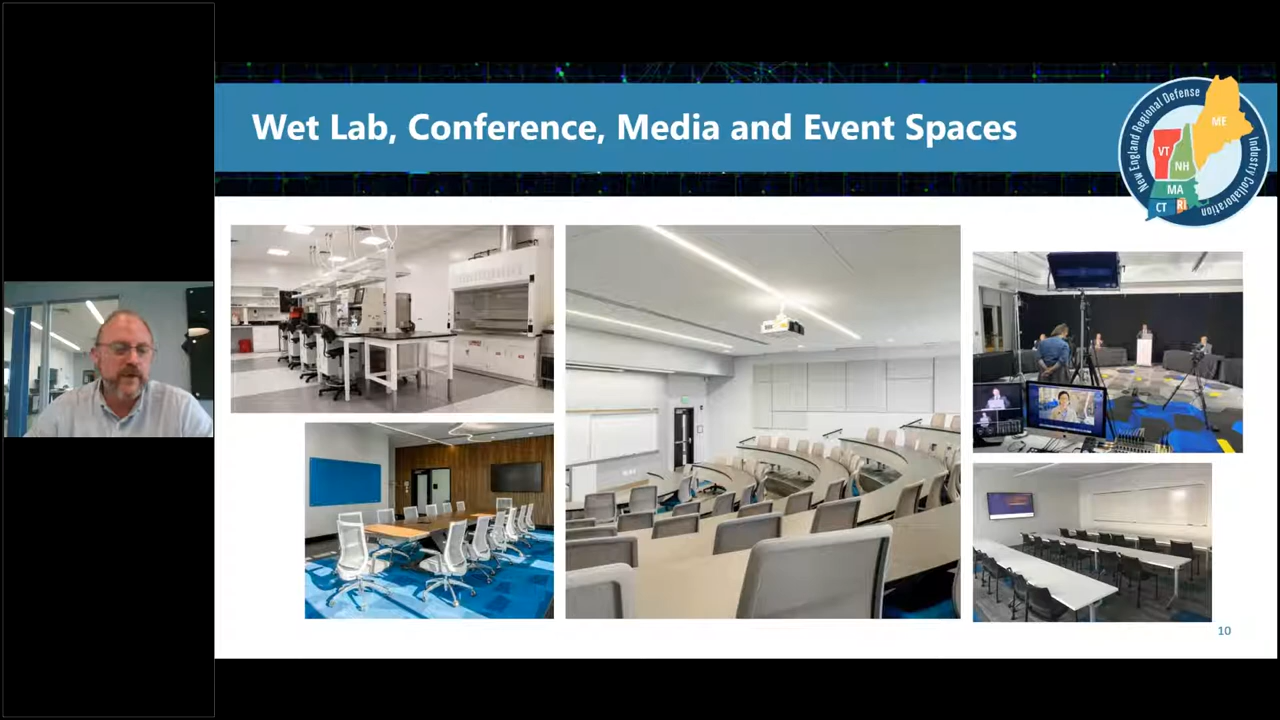 Wet Lab, Conference, Media and Event Spaces
New England Regional Defense
Industry Collaboration
ME
VT
NH
MA
CT
RI
10